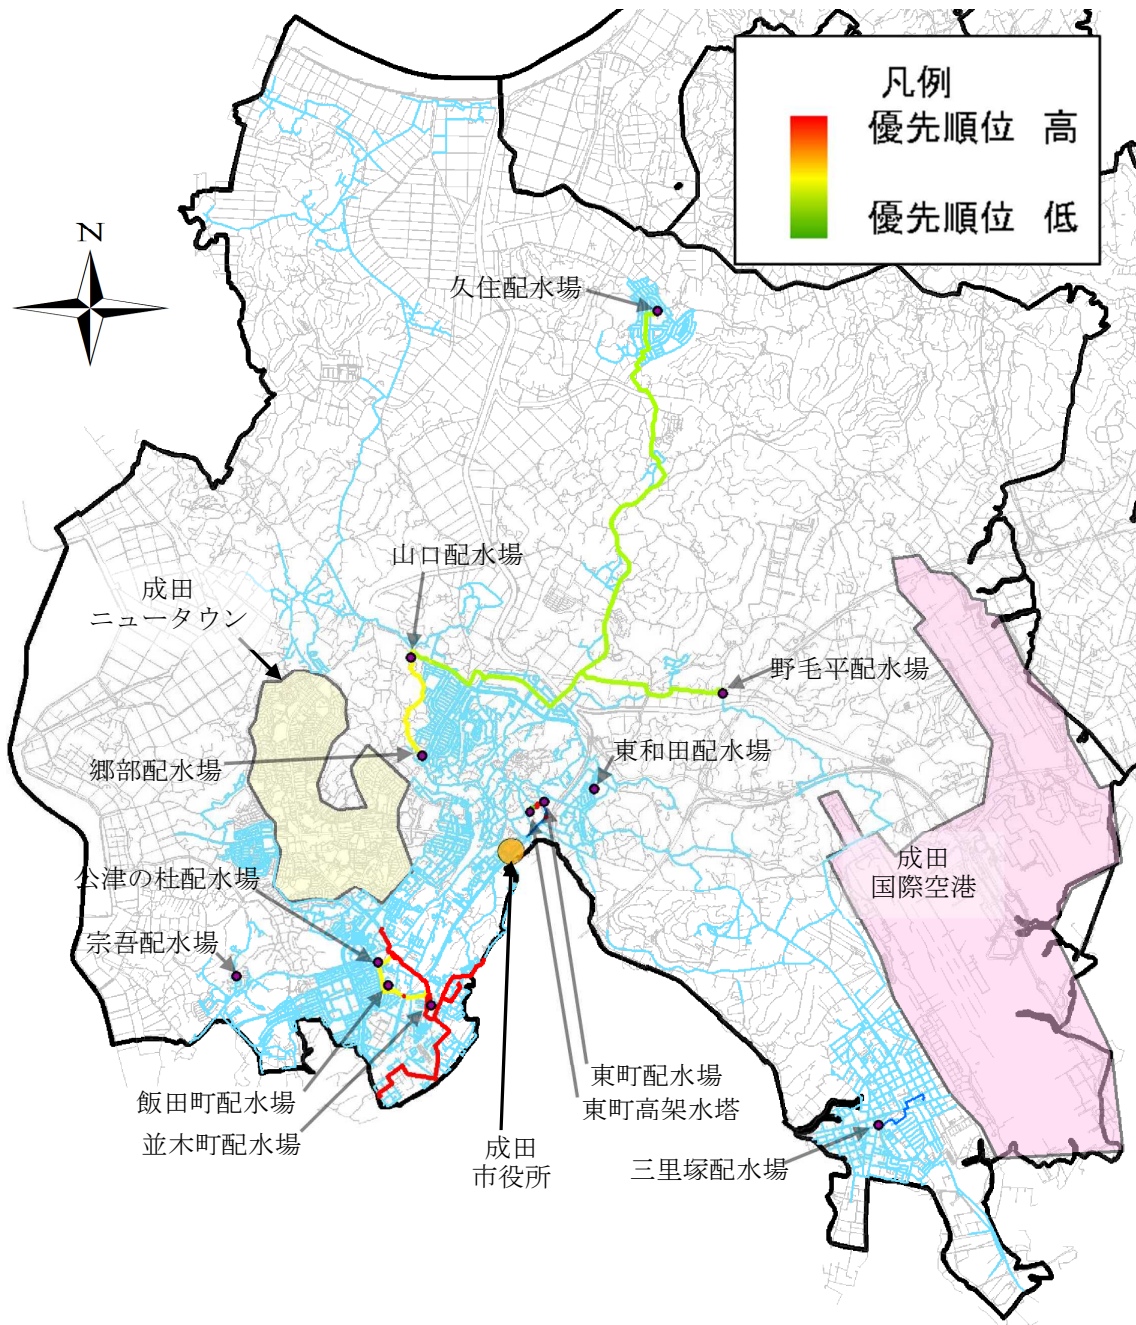 凡例
優先順位 高
優先順位 低
N
久住配水場
山口配水場
成田
ニュータウン
野毛平配水場
東和田配水場
郷部配水場
成田
国際空港
公津の杜配水場
宗吾配水場
東町配水場
東町高架水塔
飯田町配水場
並木町配水場
成田
市役所
三里塚配水場